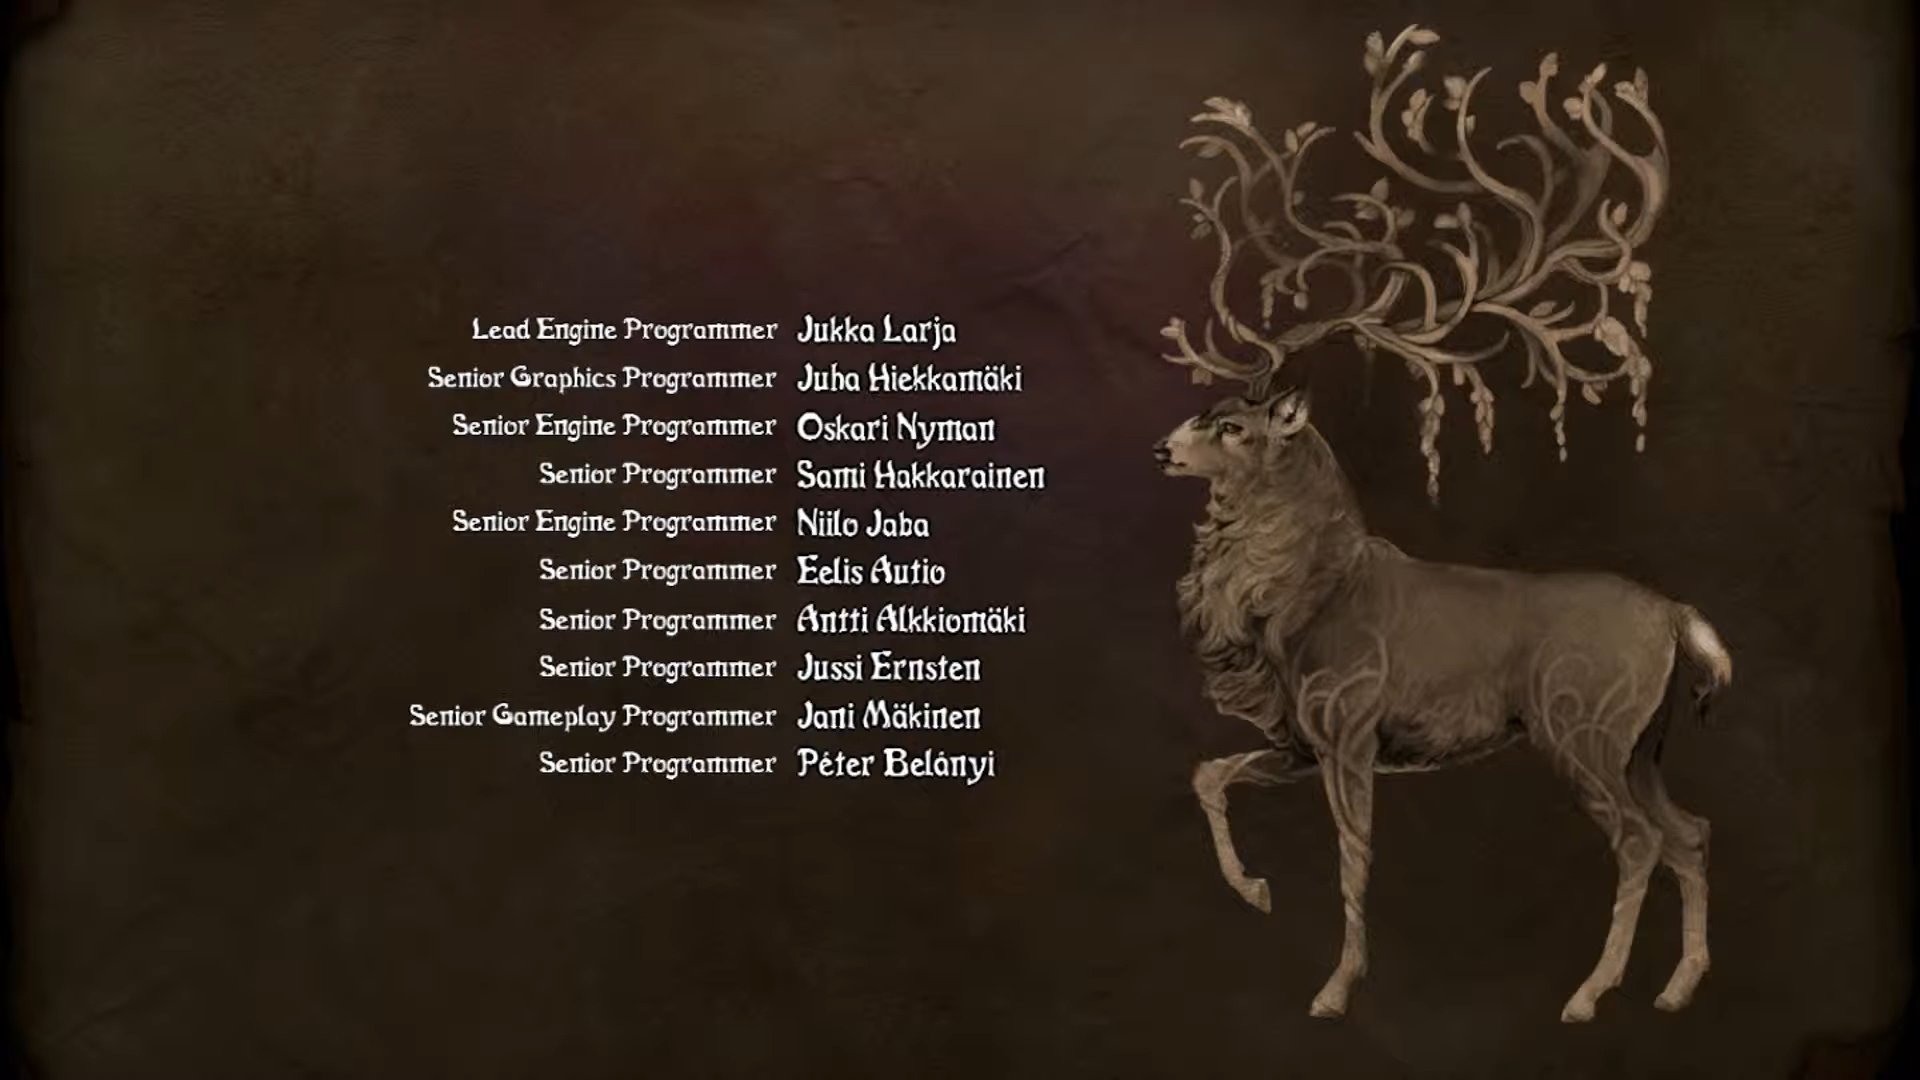 Lead Engine Programmer Jukka Larja
Senior Graphics Programmer Juha Hiekkamäki
Senior Engine Programmer Oskari Nyman
Senior Programmer Sami Hakkarainen
Senior Engine Programmer Niilo Jaba
Senior Programmer Eelis Autio
Senior Programmer Antti Alkkiomäki
Senior Programmer Jussi Ernsten
Senior Gameplay Programmer Jani Mäkinen
Senior Programmer Péter Belányi